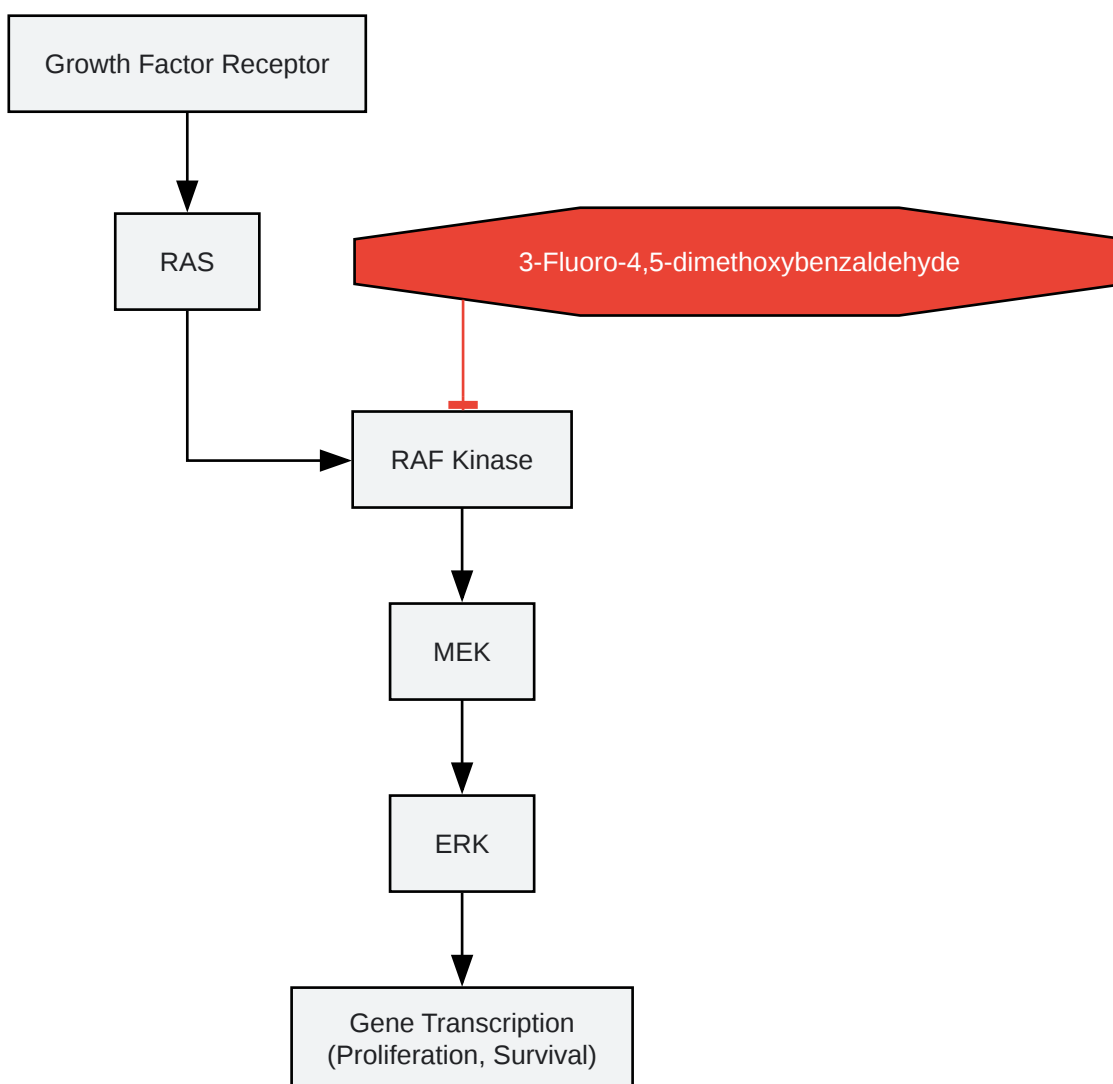 Growth Factor Receptor
RAS
3-Fluoro-4,5-dimethoxybenzaldehyde
RAF Kinase
MEK
ERK
Gene Transcription
(Proliferation, Survival)